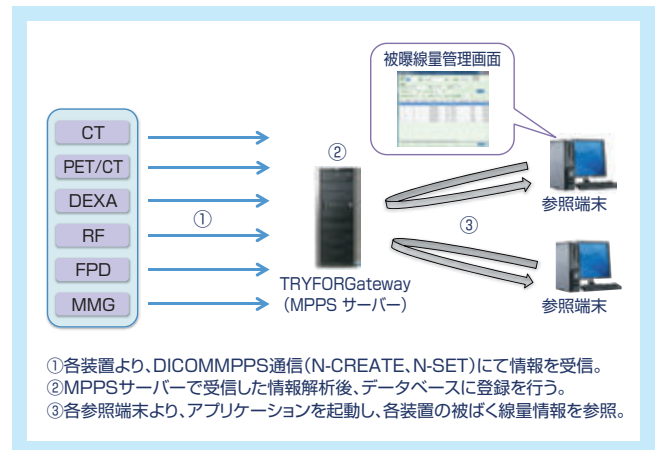 被曝線量管理画面
CT
PET/CT
DEXA
RF
FPD
MMG
①
②
TRYFORGateway
（MPPS サーバー）
③
参照端末
参照端末
①各装置より、DICOMMPPS通信（N-CREATE、N-SET）にて情報を受信。
②MPPSサーバーで受信した情報解析後、データベースに登録を行う。
③各参照端末より、アプリケーションを起動し、各装置の被ばく線量情報を参照。